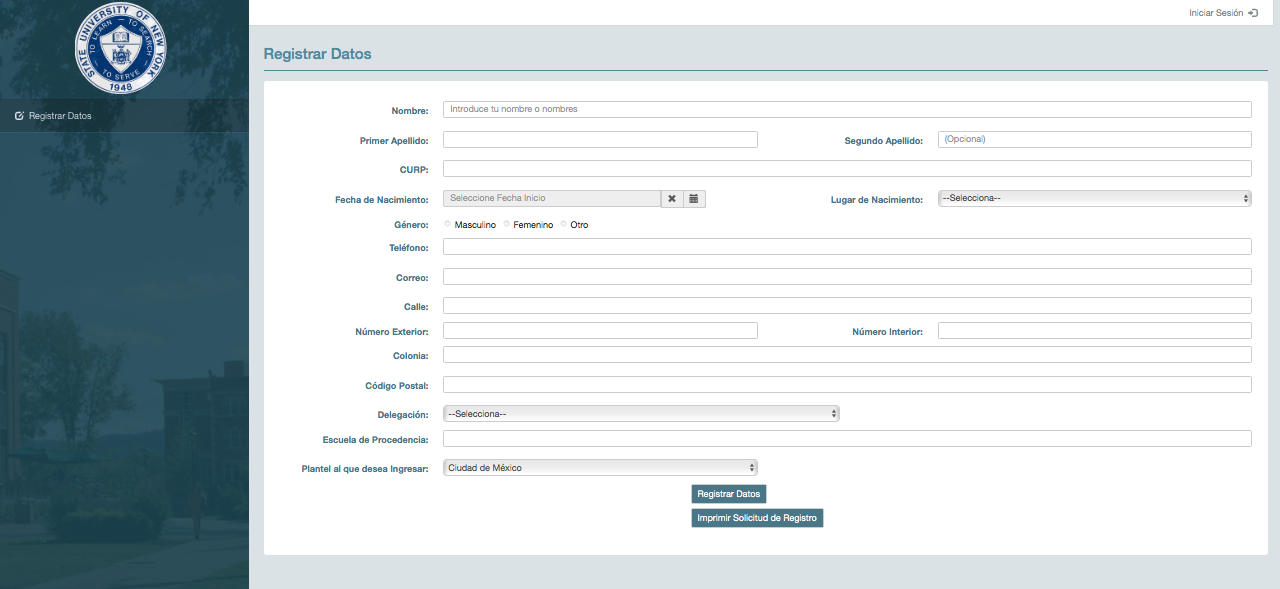 STATE UNIVERSITY OF NEW YORK
TO LEARN - TO SEARCH
TO SERVE
1948
Iniciar Sesión
Registrar Datos
Registrar Datos
Nombre: Introduce tu nombre o nombres
Primer Apellido: Segundo Apellido: (Opcional)
CURP:
Fecha de Nacimiento: Seleccione Fecha Inicio Lugar de Nacimiento: --Selecciona--
Género: Masculino Femenino Otro
Teléfono:
Correo:
Calle:
Número Exterior: Número Interior:
Colonia:
Código Postal:
Delegación: --Selecciona--
Escuela de Procedencia:
Plantel al que desea Ingresar: Ciudad de México
Registrar Datos
Imprimir Solicitud de Registro